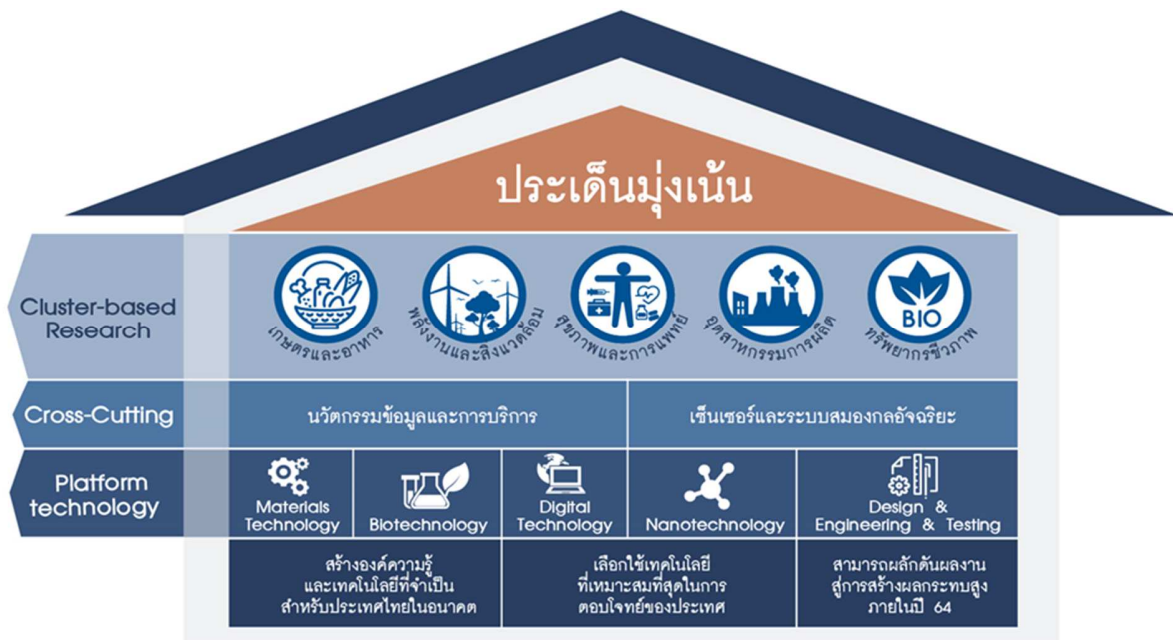 ประเด็นมุ่งเน้น
Cluster-based
Research
เกษตรและอาหาร
พลังงานและสิ่งแวดล้อม
สุขภาพและการแพทย์
อุตสาหกรรมการผลิต
BIO
ทรัพยากรชีวภาพ
Cross-Cutting
นวัตกรรมข้อมูลและการบริการ
เซ็นเซอร์และระบบสมองกลอัจฉริยะ
Platform
technology
Materials
Technology
Biotechnology
Digital
Technology
Nanotechnology
Design &
Engineering & Testing
สร้างองค์ความรู้
และเทคโนโลยีที่จำเป็น
สำหรับประเทศไทยในอนาคต
เลือกใช้เทคโนโลยี
ที่เหมาะสมที่สุดในการ
ตอบโจทย์ของประเทศ
สามารถผลักดันผลงาน
สู่การสร้างผลกระทบสูง
ภายในปี 64